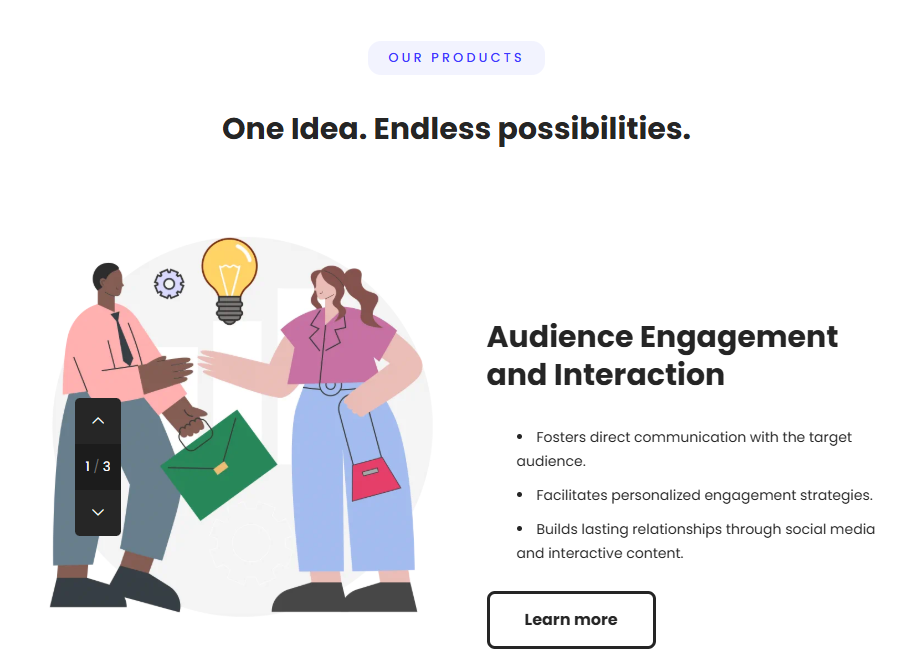 OUR PRODUCTS
One Idea. Endless possibilities.
1 / 3
Audience Engagement
and Interaction
• Fosters direct communication with the target
audience.
• Facilitates personalized engagement strategies.
• Builds lasting relationships through social media
and interactive content.
Learn more